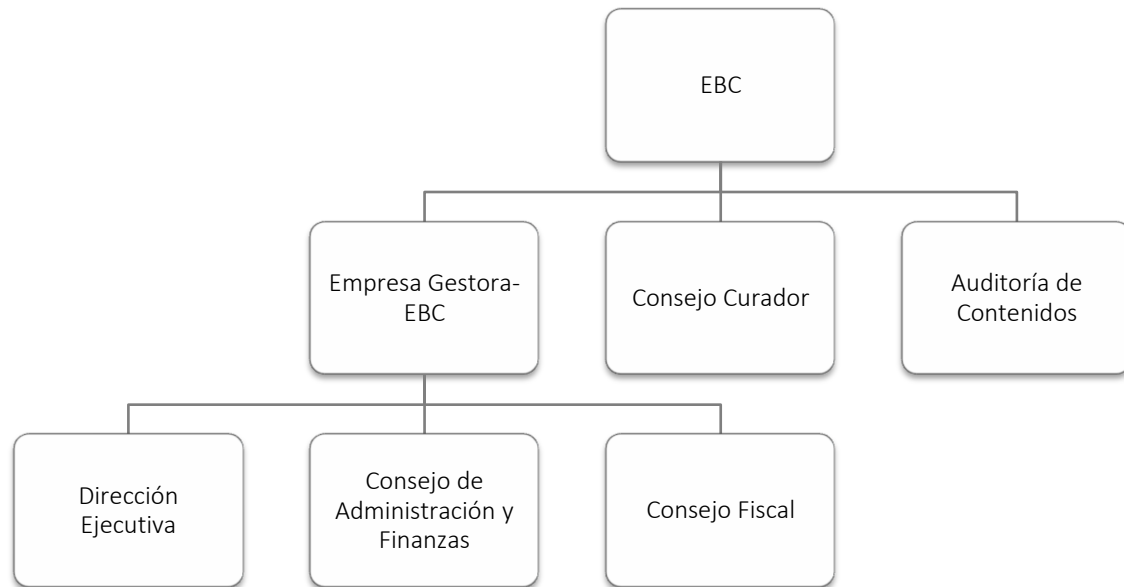 EBC
Empresa Gestora-
EBC
Consejo Curador
Auditoría de
Contenidos
Dirección
Ejecutiva
Consejo de
Administración y
Finanzas
Consejo Fiscal